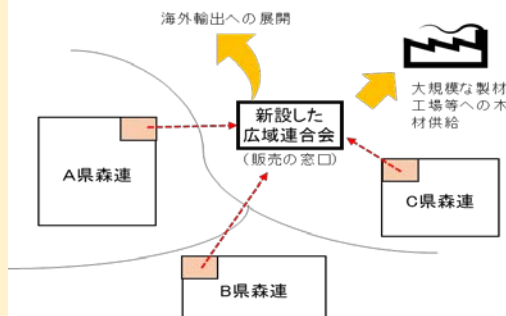 海外輸出への展開
大規模な製材
工場等への木
材供給
新設した
広域連合会
(販売の窓口)
A県森連
C県森連
B県森連